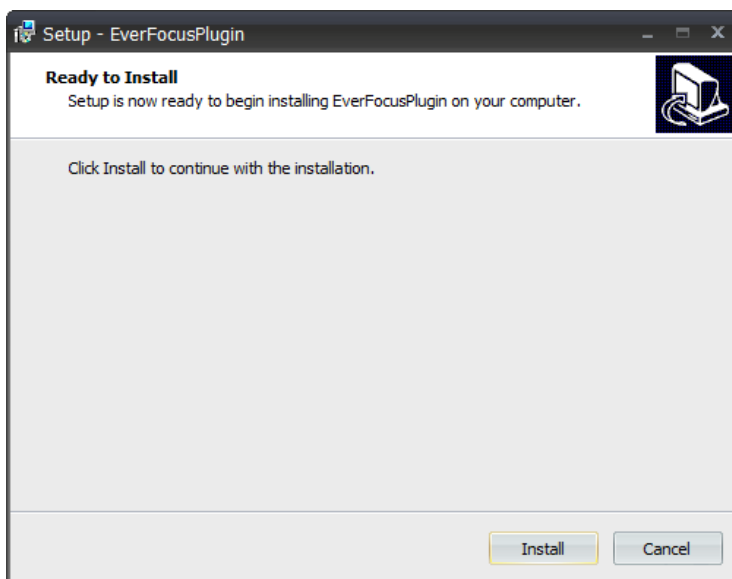 Setup - EverFocusPlugin
Ready to Install
Setup is now ready to begin installing EverFocusPlugin on your computer.
Click Install to continue with the installation.
Install
Cancel